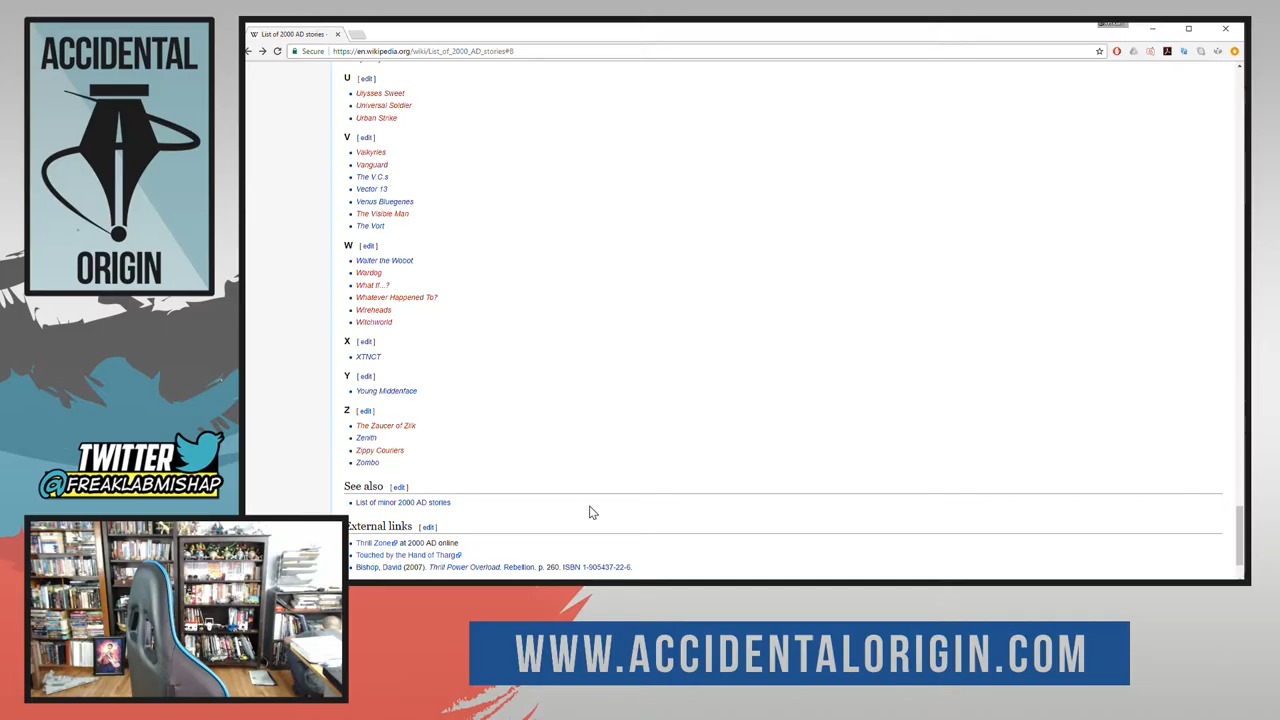 ACCIDENTAL
ORIGIN
TWITTER
@FREAKLABMISHAP
List of 2000 AD stories -
Secure
https://en.wikipedia.org/wiki/List_of_2000_AD_stories#8
U [ edit ]
Ulysses Sweet
Universal Soldier
Urban Strike
V [ edit ]
Valkyries
Vanguard
The V.C.s
Vector 13
Venus Bluegenes
The Visible Man
The Vort
W [ edit ]
Walter the Wobot
Wardog
What If...?
Whatever Happened To?
Wireheads
Witchworld
X [ edit ]
XTNCT
Y [ edit ]
Young Middenface
Z [ edit ]
The Zaucer of Zilk
Zenith
Zippy Couriers
Zombo
See also [ edit ]
List of minor 2000 AD stories
External links [ edit ]
Thrill Zone at 2000 AD online
Touched by the Hand of Tharg
Bishop, David (2007). Thrill Power Overload. Rebellion. p. 260. ISBN 1-905437-22-6.
WWW.ACCIDENTALORIGIN.COM